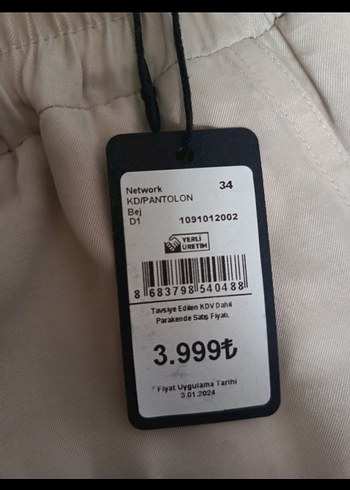 Network 34
KD/PANTOLON
Bej
D1 1091012002
YERLİ
ÜRETİM
8 683798 540488
Tavsiye Edilen KDV Dahil
Parakende Satış Fiyatı.
3.999₺
Fiyat Uygulama Tarihi
3.01.2024